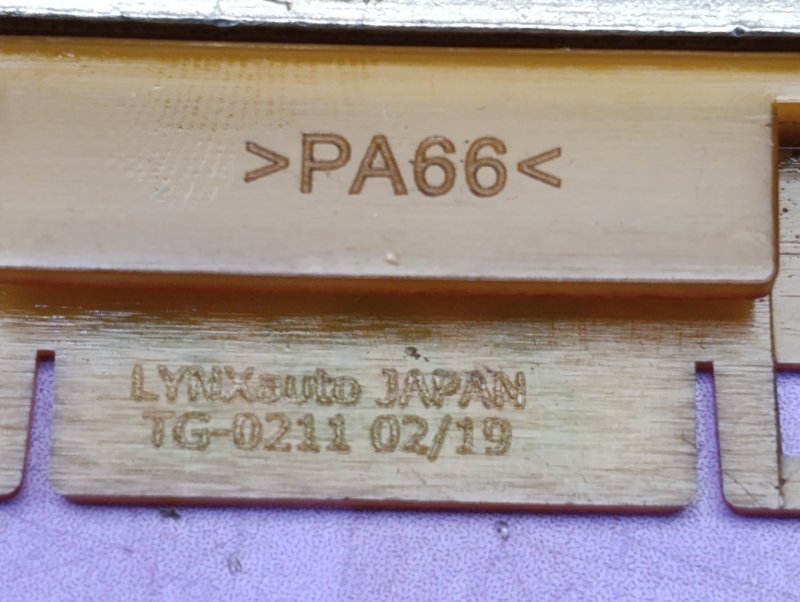 >PA66<
LYNXauto JAPAN
TG-0211 02/19